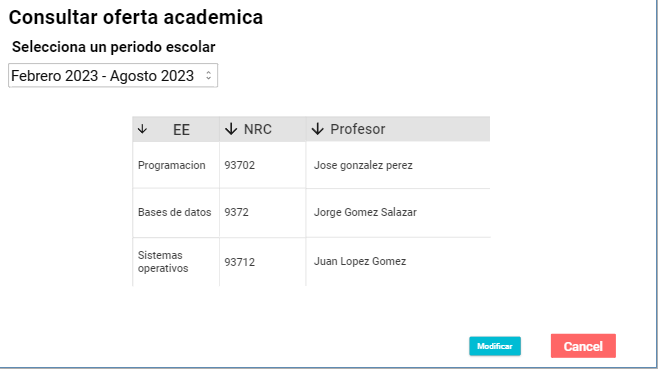 Consultar oferta academica
Selecciona un periodo escolar
Febrero 2023 - Agosto 2023
EE NRC Profesor
Programacion 93702 Jose gonzalez perez
Bases de datos 9372 Jorge Gomez Salazar
Sistemas
operativos 93712 Juan Lopez Gomez
Modificar Cancel